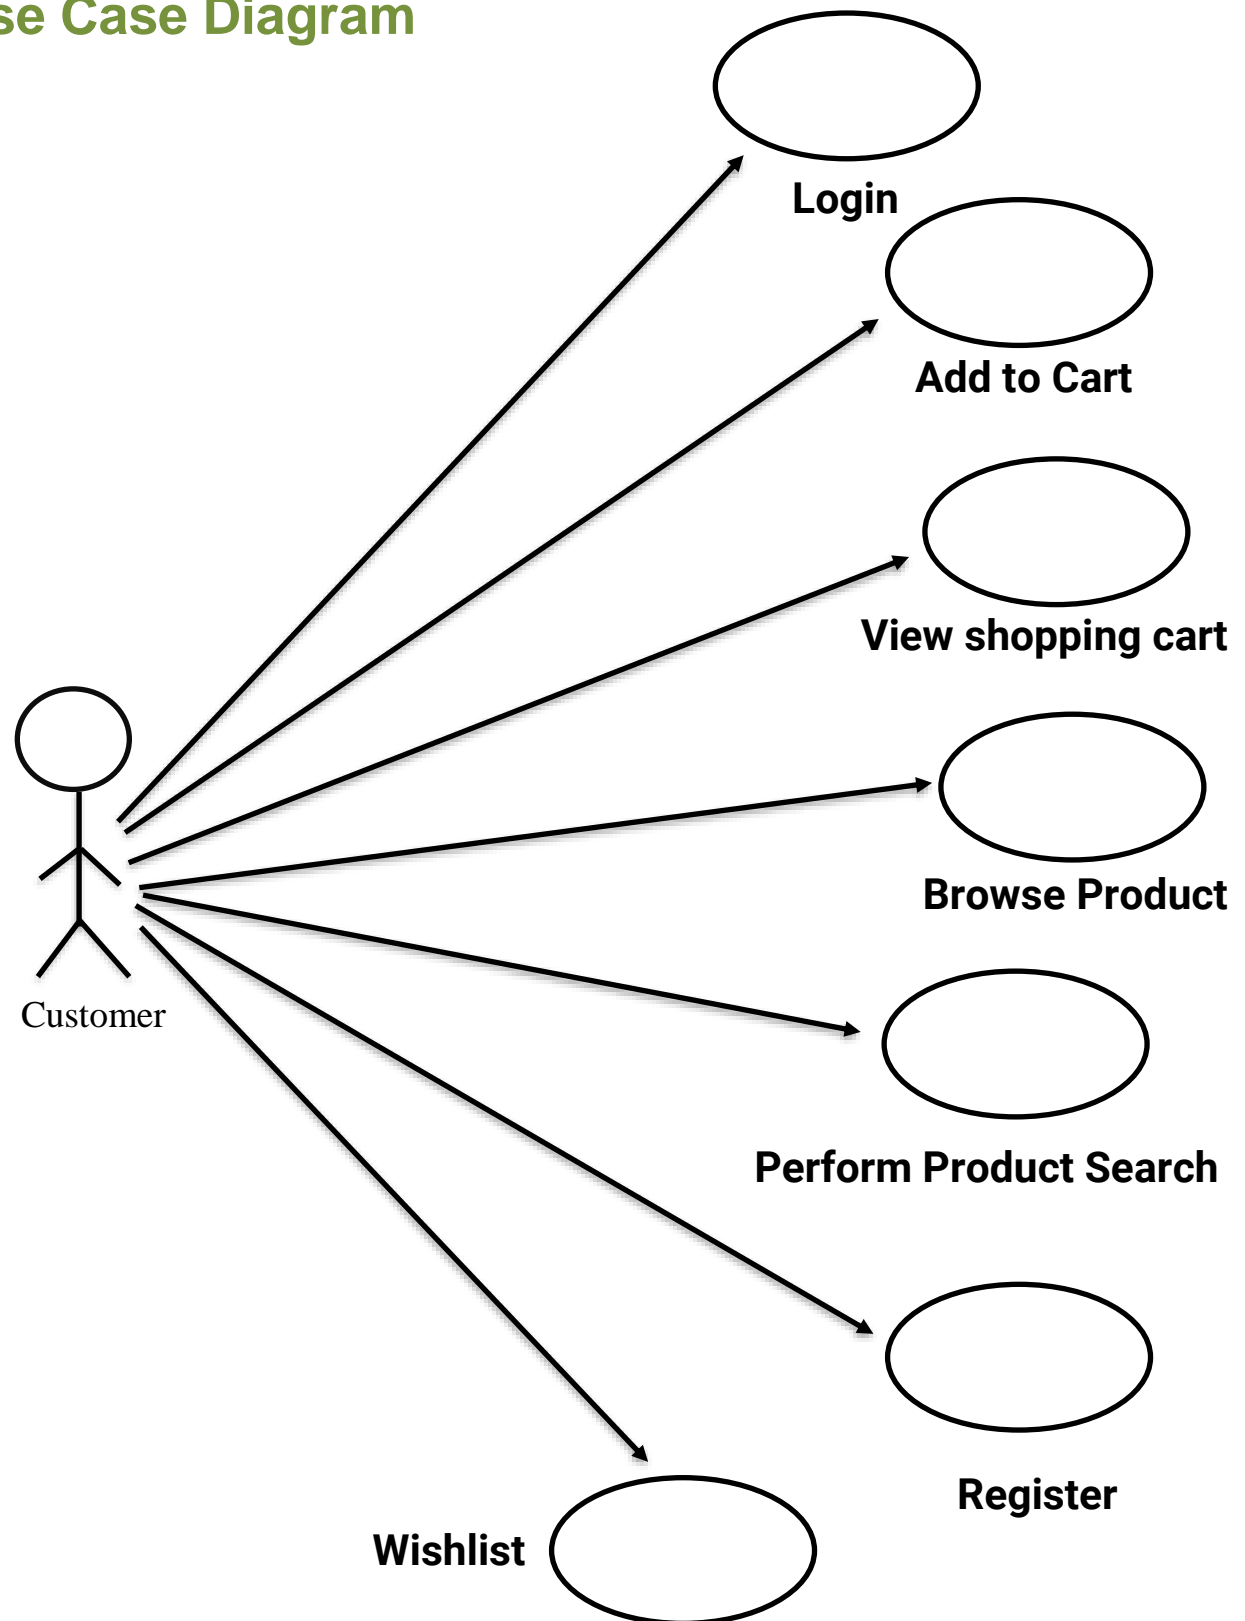 se Case Diagram
Login
Add to Cart
View shopping cart
Browse Product
Customer
Perform Product Search
Register
Wishlist